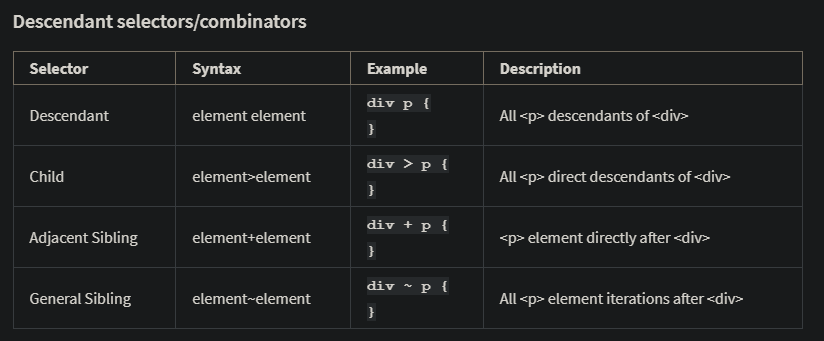 Descendant selectors/combinators
Selector Syntax Example Description
Descendant element element div p { All <p> descendants of <div>
}
Child element>element div > p { All <p> direct descendants of <div>
}
Adjacent Sibling element+element div + p { <p> element directly after <div>
}
General Sibling element~element div ~ p { All <p> element iterations after <div>
}